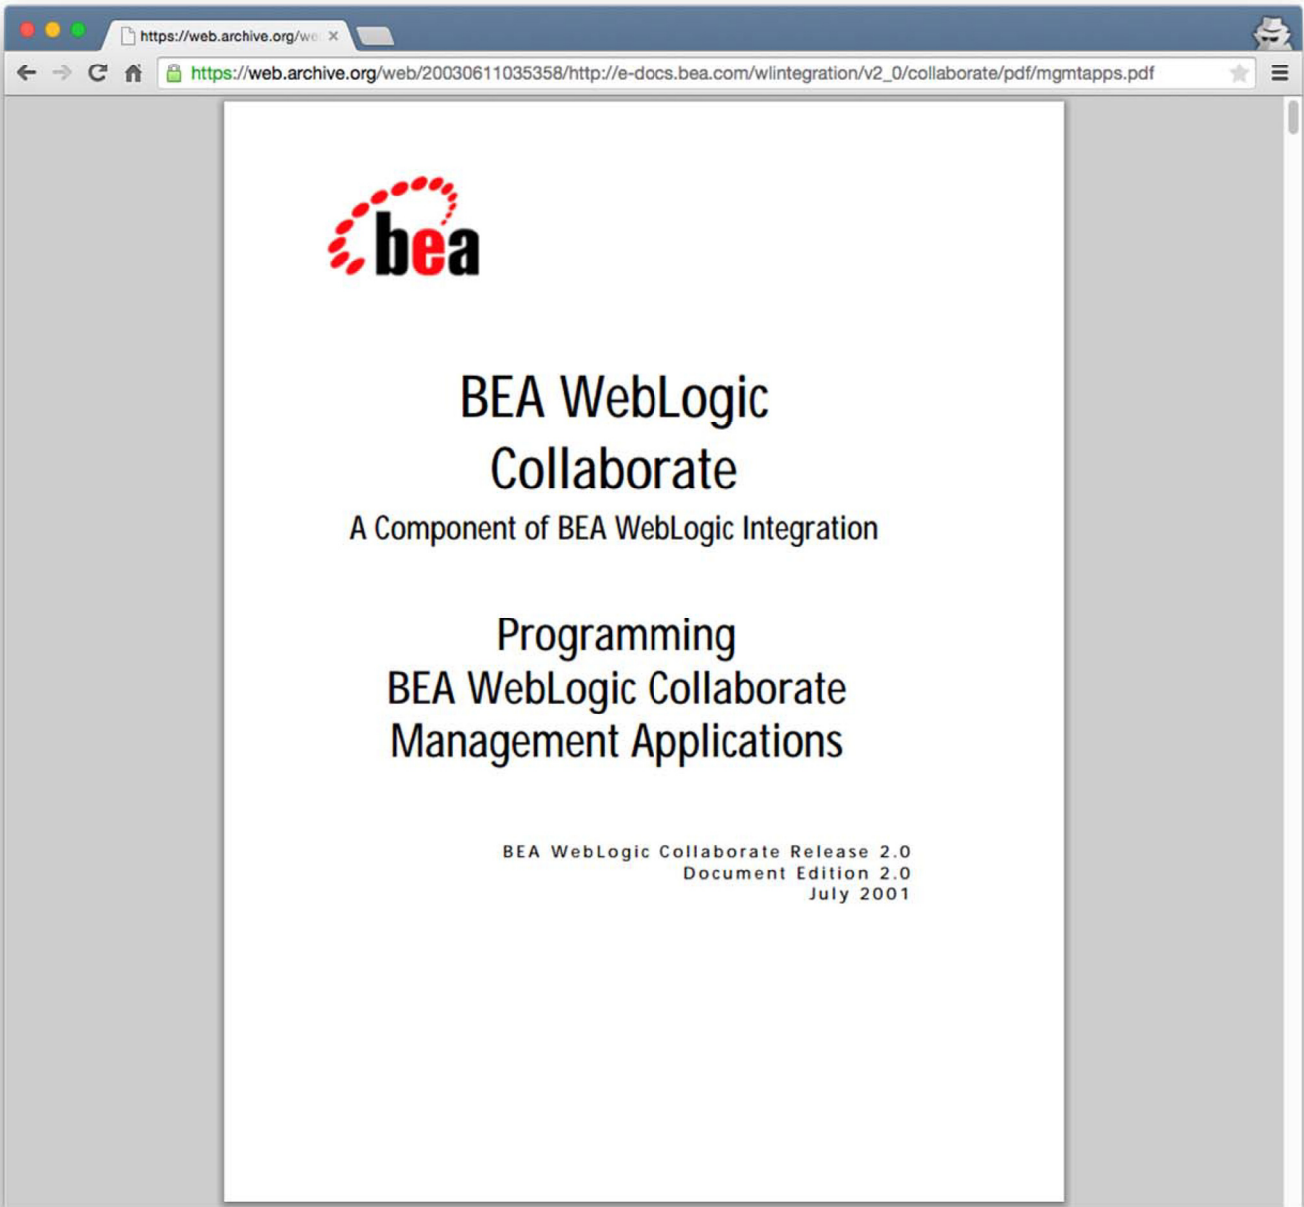 https://web.archive.org/we
https://web.archive.org/web/20030611035358/http://e-docs.bea.com/wlintegration/v2_0/collaborate/pdf/mgmtapps.pdf
bea
BEA WebLogic
Collaborate
A Component of BEA WebLogic Integration
Programming
BEA WebLogic Collaborate
Management Applications
BEA WebLogic Collaborate Release 2.0
Document Edition 2.0
July 2001